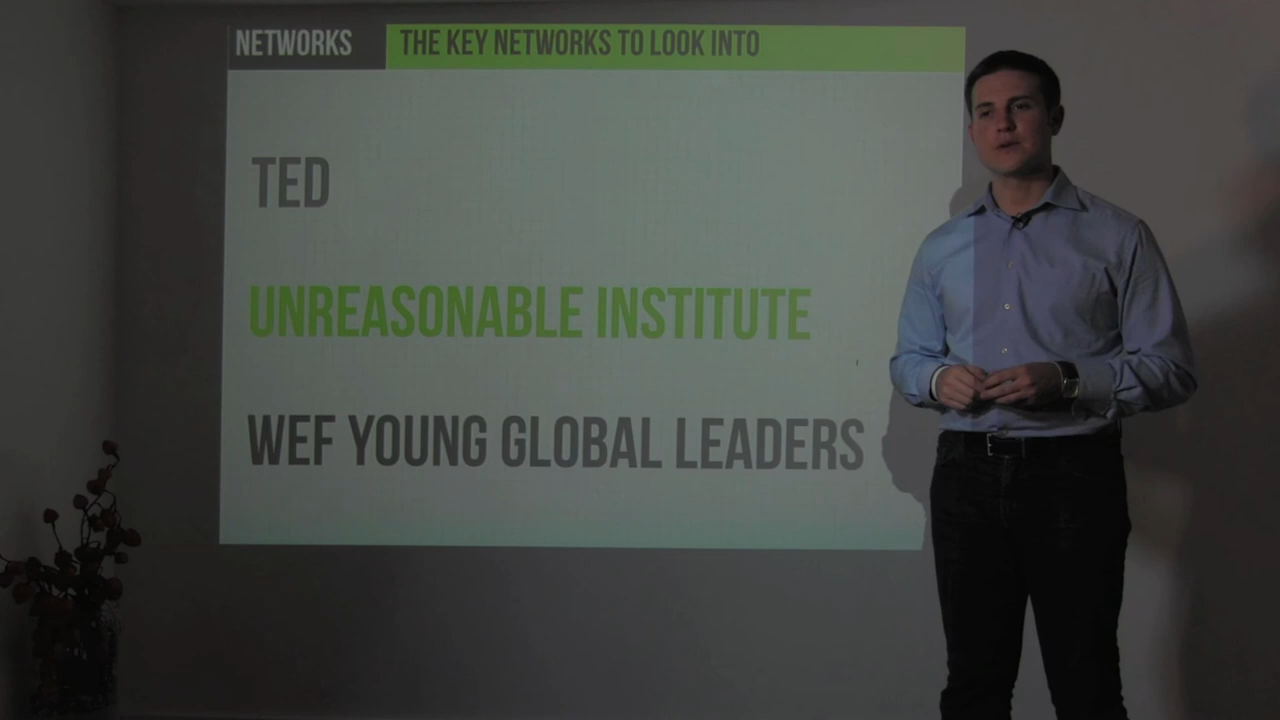 NETWORKS THE KEY NETWORKS TO LOOK INTO
TED
UNREASONABLE INSTITUTE
WEF YOUNG GLOBAL LEADERS